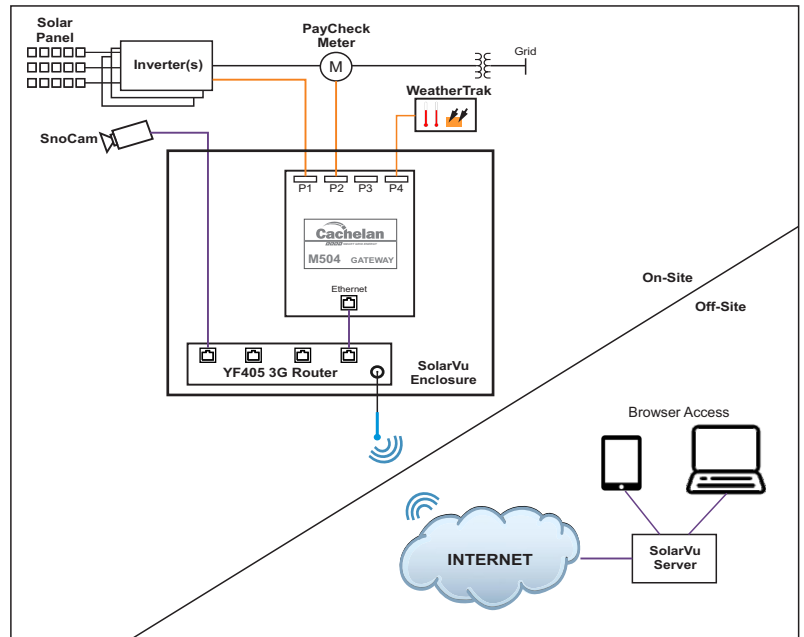 Solar
Panel
PayCheck
Meter
Inverter(s)
M
Grid
WeatherTrak
SnoCam
P1 P2 P3 P4
Cachelan
M504 GATEWAY
Ethernet
On-Site
Off-Site
YF405 3G Router
SolarVu
Enclosure
Browser Access
INTERNET
SolarVu
Server